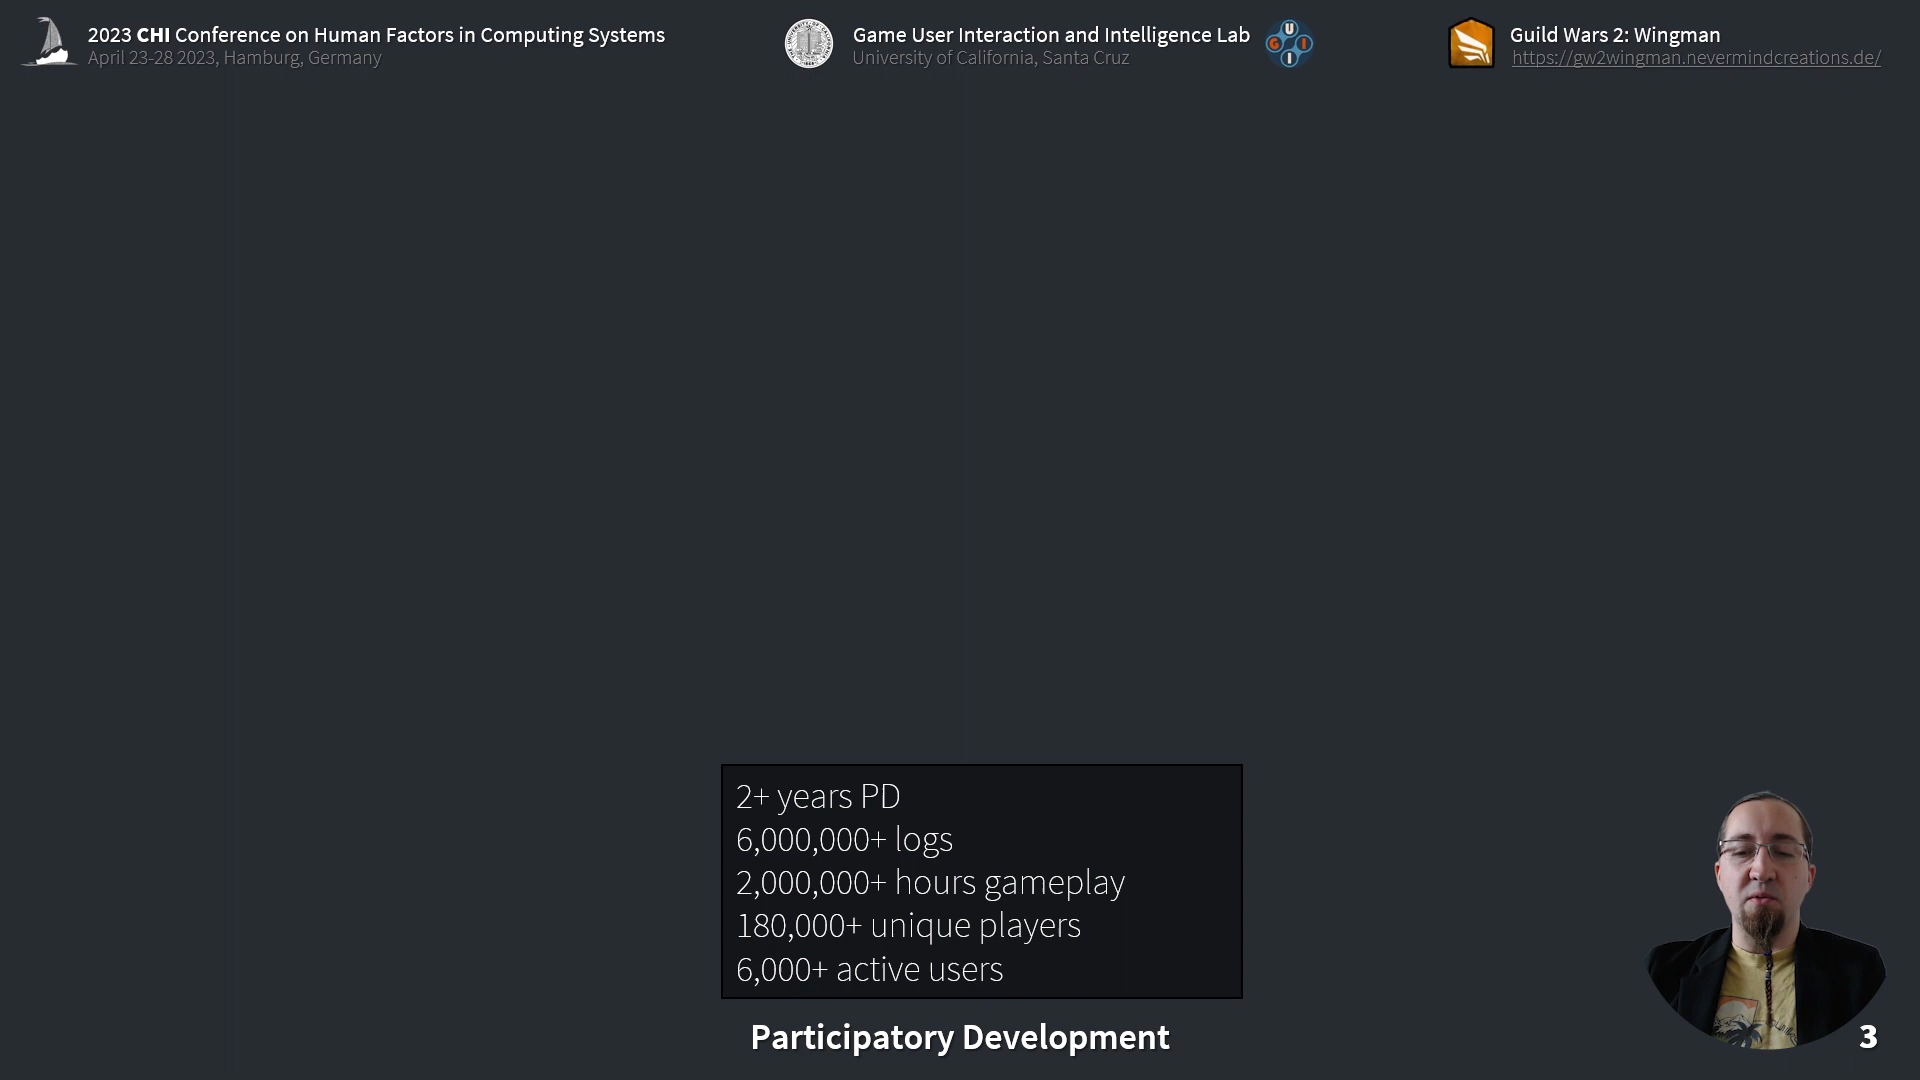 2023 CHI Conference on Human Factors in Computing Systems
April 23-28 2023, Hamburg, Germany
Game User Interaction and Intelligence Lab
University of California, Santa Cruz
U
G I
I
Guild Wars 2: Wingman
https://gw2wingman.nevermindcreations.de/
2+ years PD
6,000,000+ logs
2,000,000+ hours gameplay
180,000+ unique players
6,000+ active users
Participatory Development
3